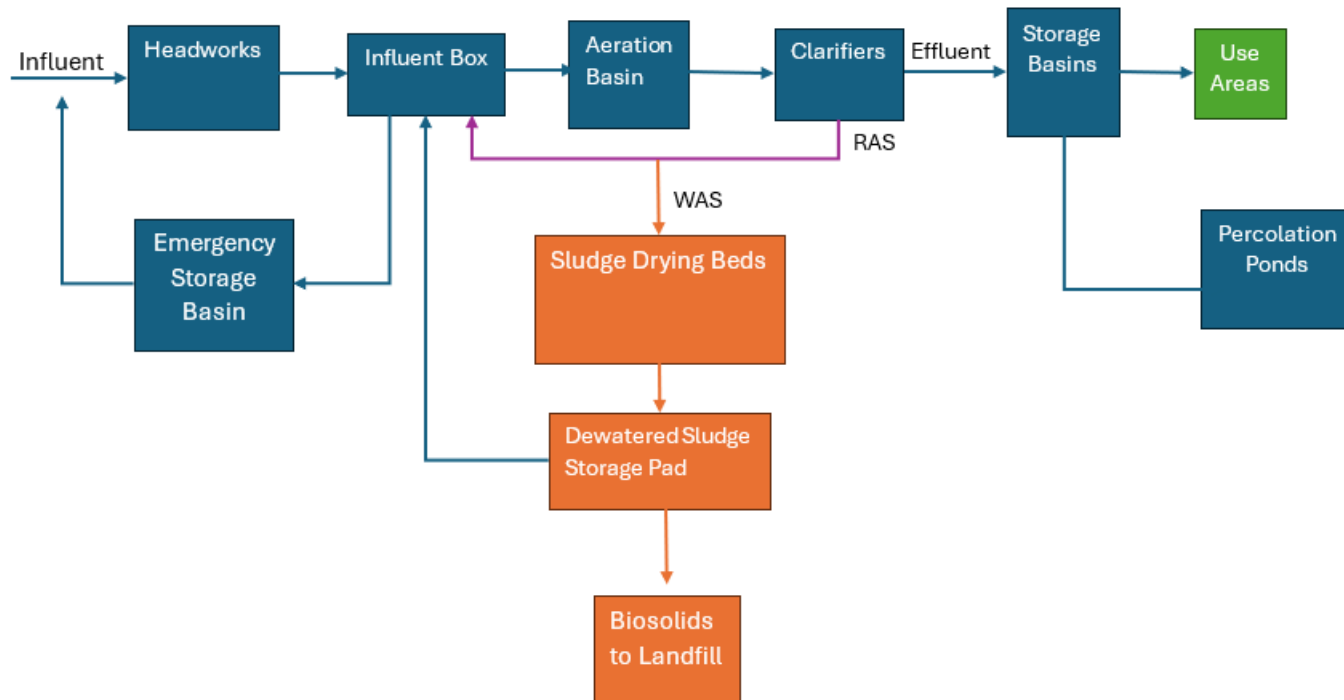 Influent
Headworks
Influent Box
Aeration
Basin
Clarifiers
Effluent
Storage
Basins
Use
Areas
RAS
WAS
Emergency
Storage
Basin
Sludge Drying Beds
Percolation
Ponds
Dewatered Sludge
Storage Pad
Biosolids
to Landfill